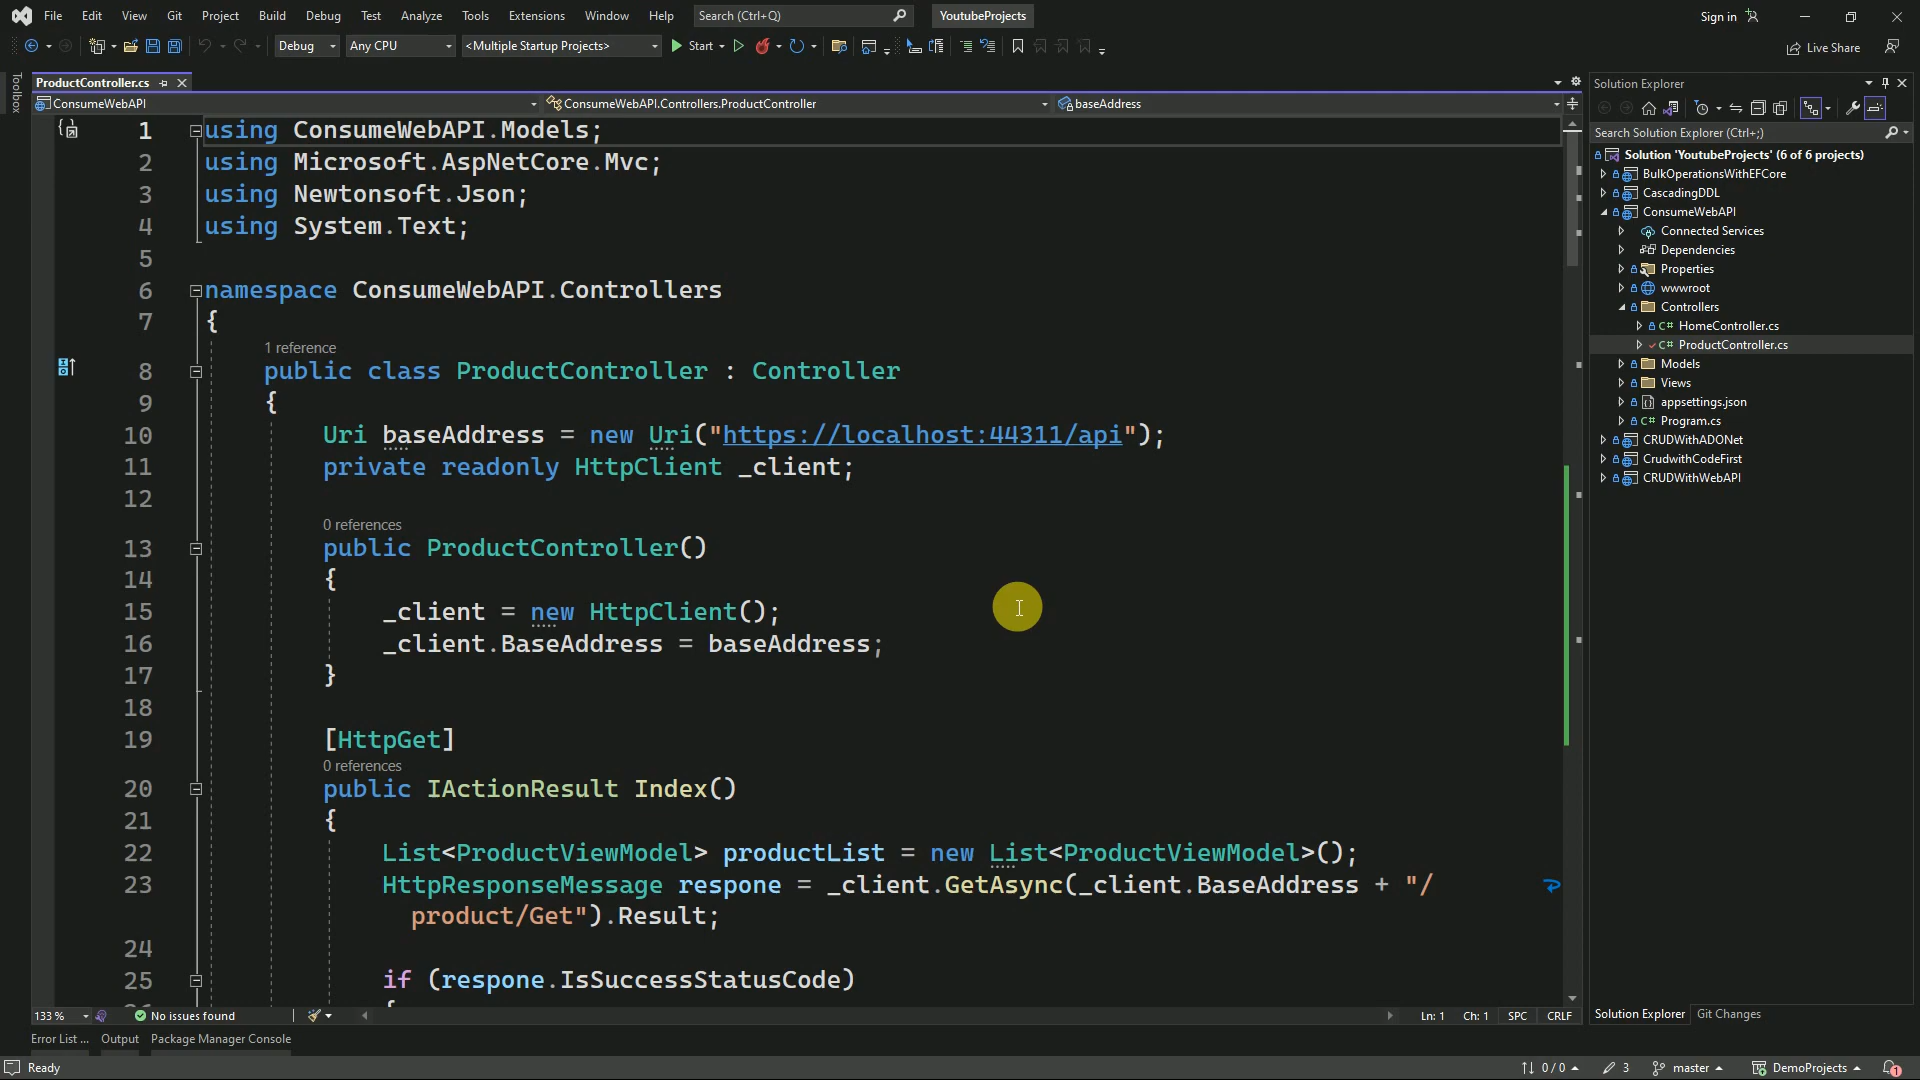 File Edit View Git Project Build Debug Test Analyze Tools Extensions Window Help Search (Ctrl+Q) YoutubeProjects Sign in
Debug Any CPU <Multiple Startup Projects> Start Live Share
Toolbox
ProductController.cs
ConsumeWebAPI ConsumeWebAPI.Controllers.ProductController baseAddress
1 using ConsumeWebAPI.Models;
2 using Microsoft.AspNetCore.Mvc;
3 using Newtonsoft.Json;
4 using System.Text;
5
6 namespace ConsumeWebAPI.Controllers
7 {
1 reference
8 public class ProductController : Controller
9 {
10 Uri baseAddress = new Uri("https://localhost:44311/api");
11 private readonly HttpClient _client;
12
0 references
13 public ProductController()
14 {
15 _client = new HttpClient();
16 _client.BaseAddress = baseAddress;
17 }
18
19 [HttpGet]
0 references
20 public IActionResult Index()
21 {
22 List<ProductViewModel> productList = new List<ProductViewModel>();
23 HttpResponseMessage respone = _client.GetAsync(_client.BaseAddress + "/
product/Get").Result;
24
25 if (respone.IsSuccessStatusCode)
133 % No issues found Ln: 1 Ch: 1 SPC CRLF
Error List ... Output Package Manager Console
Solution Explorer
Search Solution Explorer (Ctrl+;)
Solution 'YoutubeProjects' (6 of 6 projects)
BulkOperationsWithEFCore
CascadingDDL
ConsumeWebAPI
Connected Services
Dependencies
Properties
wwwroot
Controllers
C# HomeController.cs
C# ProductController.cs
Models
Views
appsettings.json
C# Program.cs
CRUDWithADONet
CrudwithCodeFirst
CRUDWithWebAPI
Solution Explorer Git Changes
Ready 0 / 0 3 master DemoProjects 1